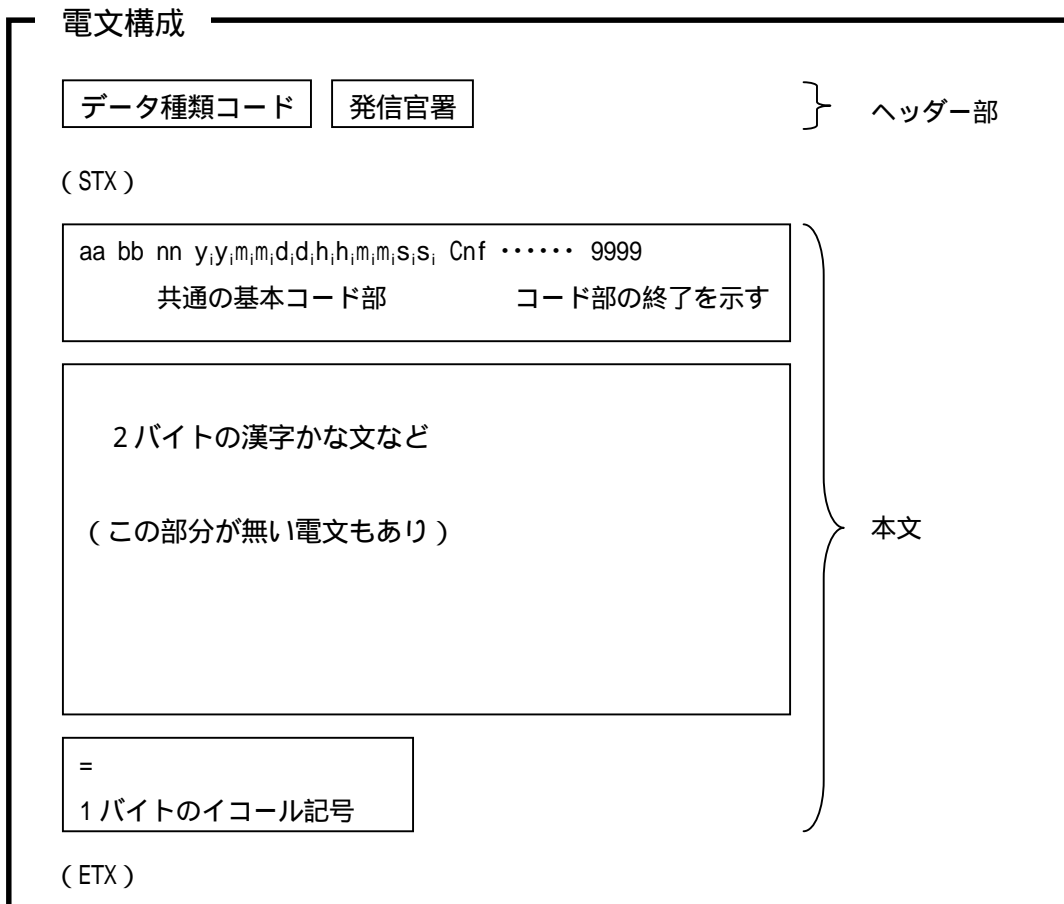 電文構成
データ種類コード 発信官署 ヘッダー部
(STX)
aa bb nn yᵢyᵢmᵢmᵢdᵢdᵢhᵢhᵢmᵢmᵢsᵢsᵢ Cnf ・・・・・・ 9999
共通の基本コード部 コード部の終了を示す
2バイトの漢字かな文など
(この部分が無い電文もあり)
本文
=
1バイトのイコール記号
(ETX)